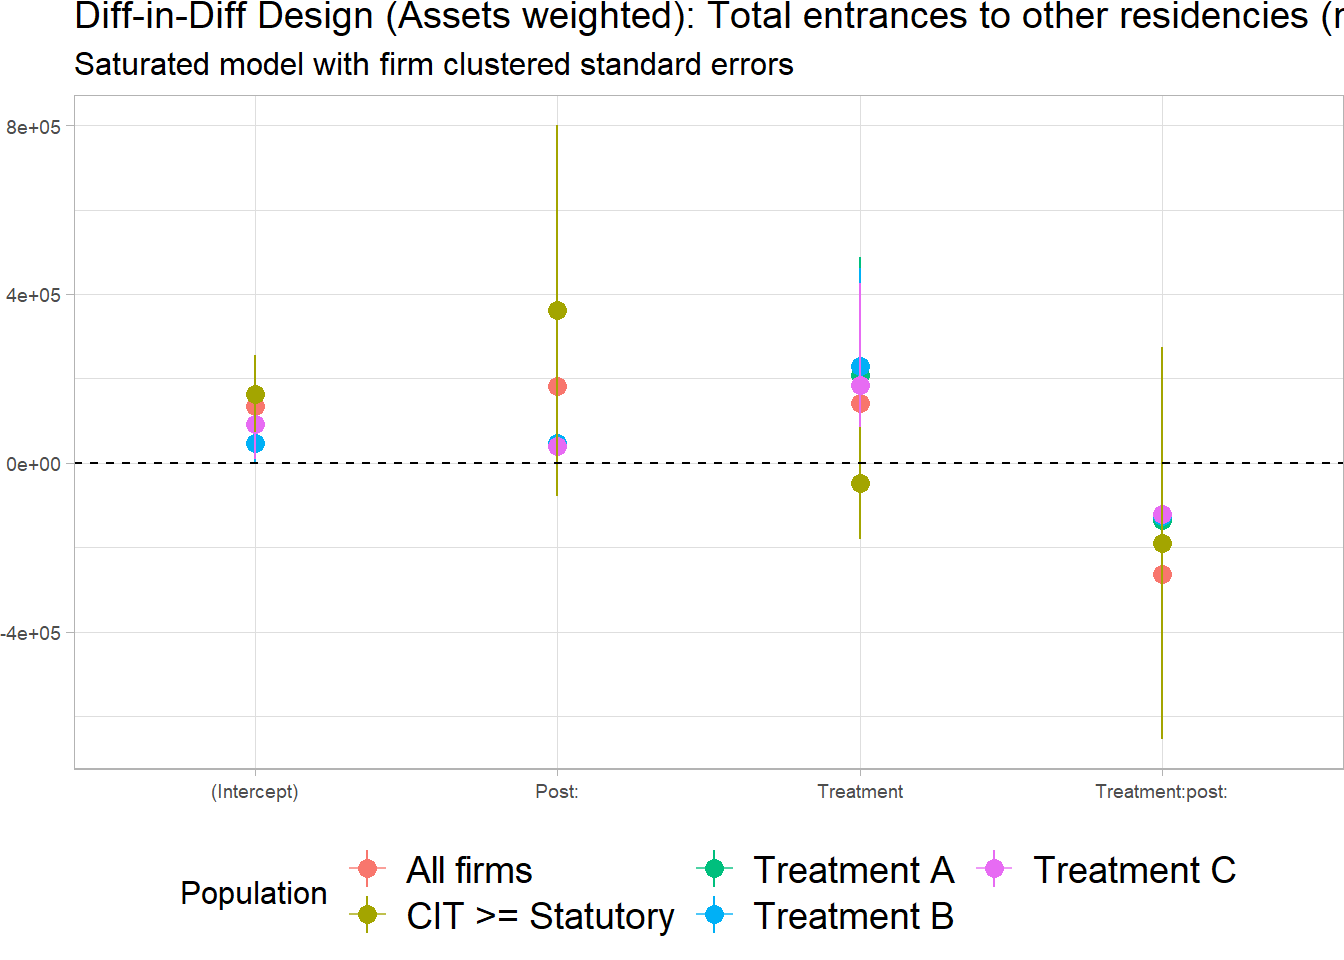 Diff-in-Diff Design (Assets weighted): Total entrances to other residencies (
Saturated model with firm clustered standard errors
8e+05
4e+05
0e+00
-4e+05
(Intercept) Post: Treatment Treatment:post:
Population
All firms Treatment A Treatment C
CIT >= Statutory Treatment B